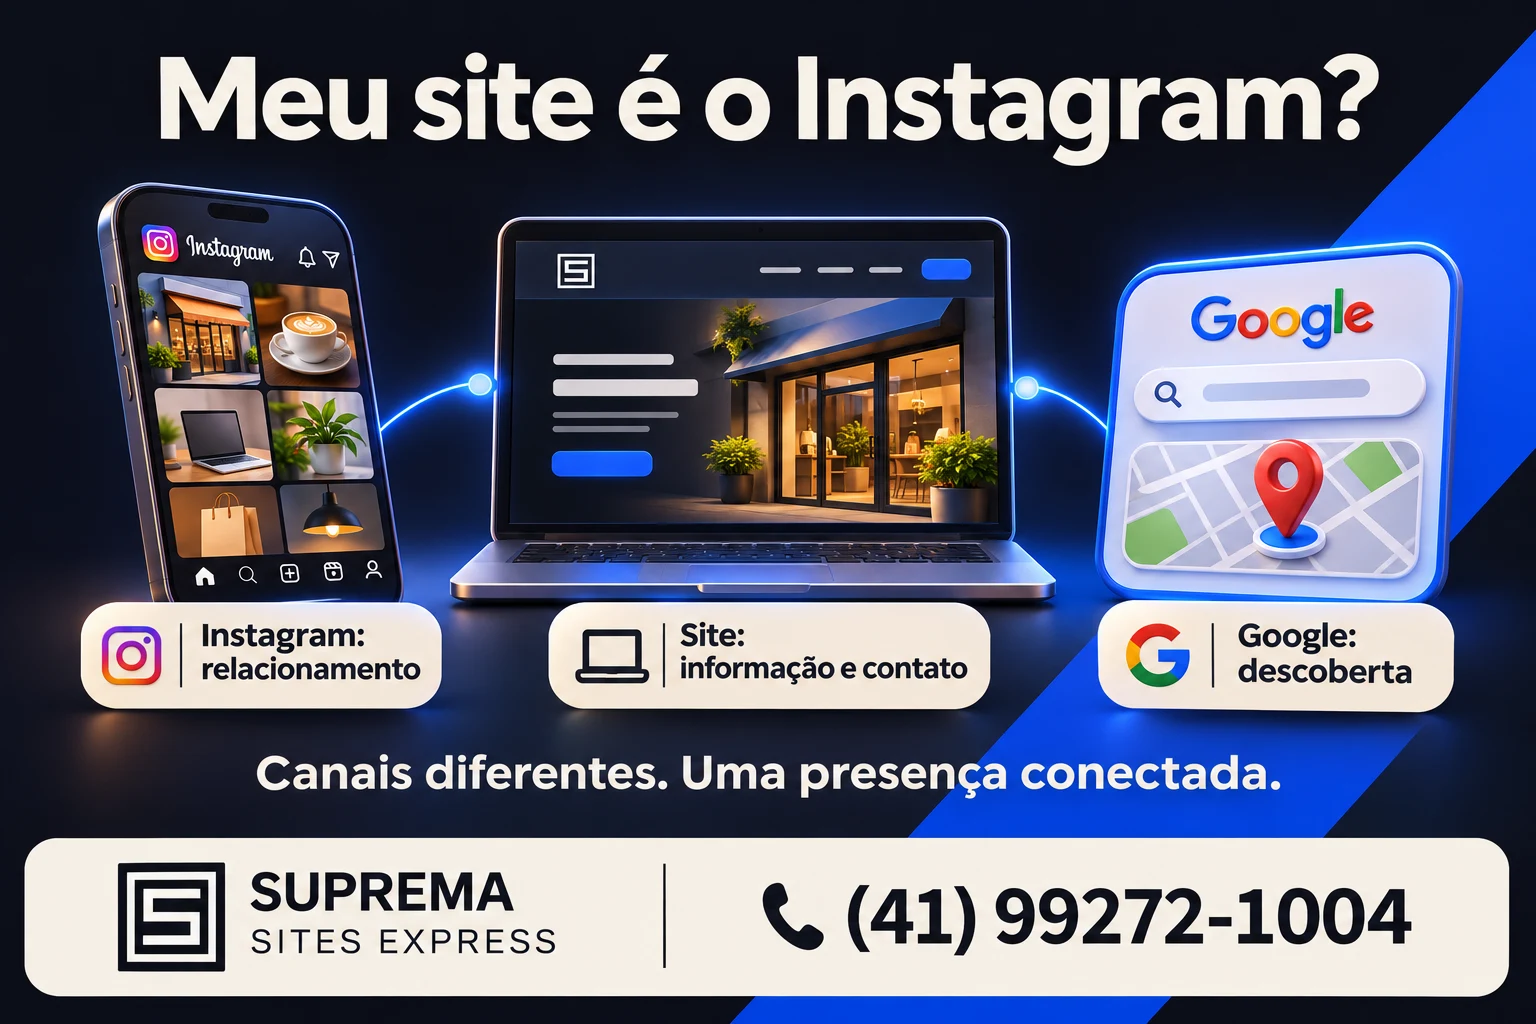 Meu site é o Instagram?
Instagram
Google
Instagram:
relacionamento
Site:
informação e contato
Google:
descoberta
Canais diferentes. Uma presença conectada.
SUPREMA
SITES EXPRESS
(41) 99272-1004